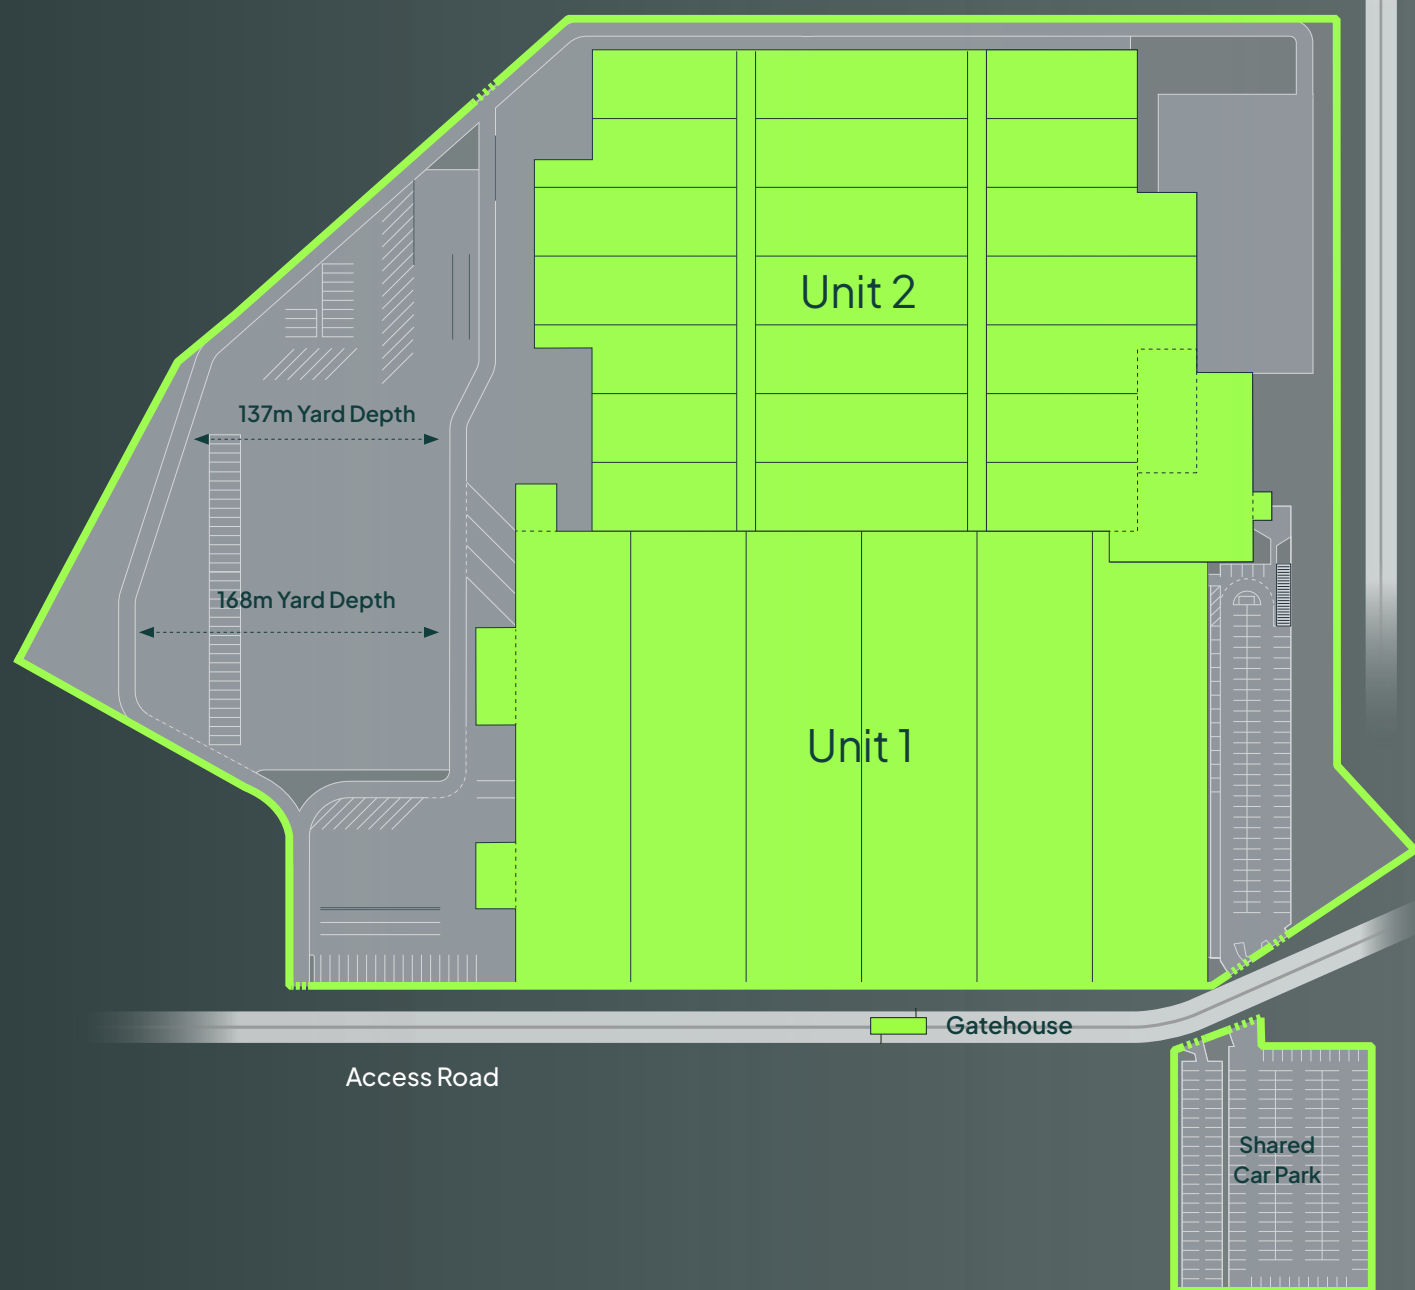 Unit 2
137m Yard Depth
168m Yard Depth
Unit 1
Gatehouse
Access Road
Shared
Car Park